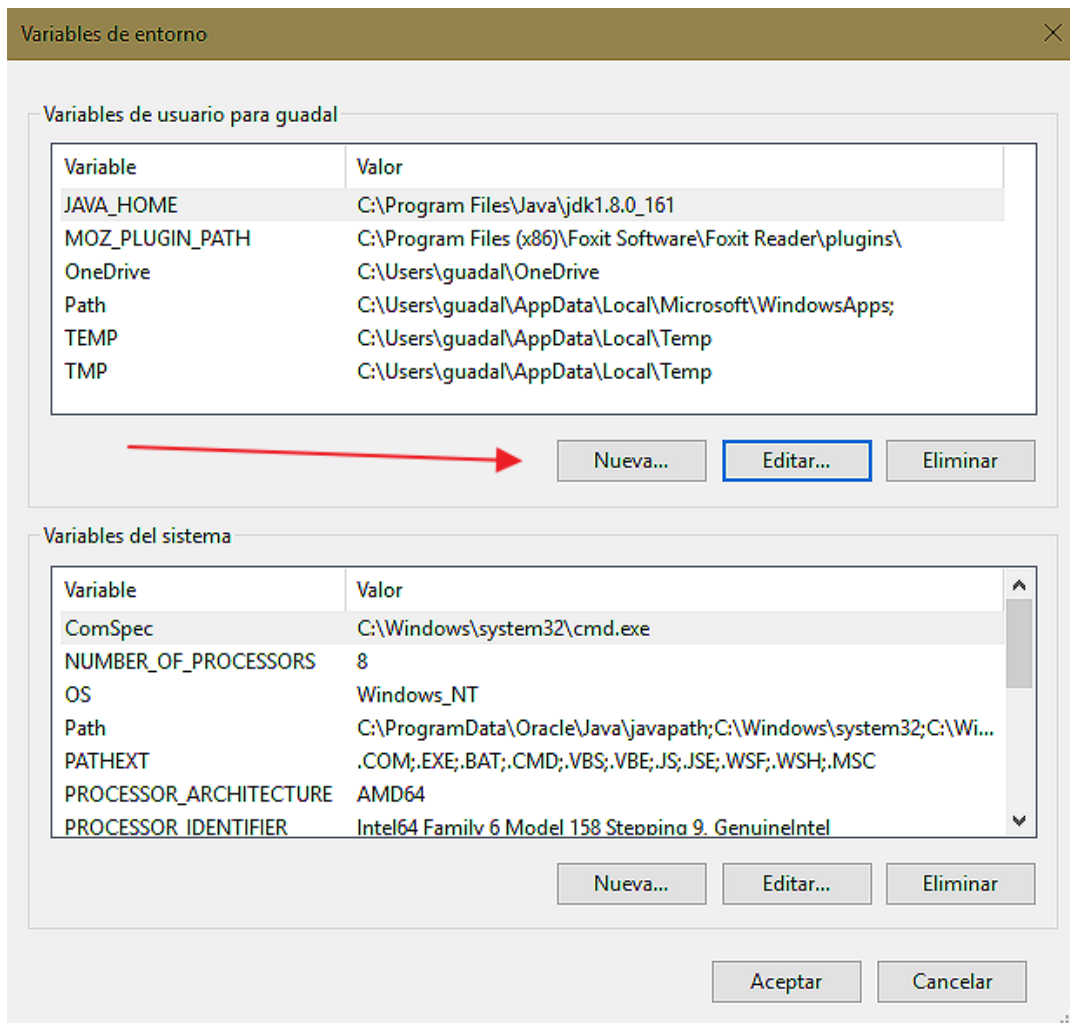 Variables de entorno
Variables de usuario para guadal
Variable Valor
JAVA_HOME C:\Program Files\Java\jdk1.8.0_161
MOZ_PLUGIN_PATH C:\Program Files (x86)\Foxit Software\Foxit Reader\plugins\
OneDrive C:\Users\guadal\OneDrive
Path C:\Users\guadal\AppData\Local\Microsoft\WindowsApps;
TEMP C:\Users\guadal\AppData\Local\Temp
TMP C:\Users\guadal\AppData\Local\Temp
Nueva... Editar... Eliminar
Variables del sistema
Variable Valor
ComSpec C:\Windows\system32\cmd.exe
NUMBER_OF_PROCESSORS 8
OS Windows_NT
Path C:\ProgramData\Oracle\Java\javapath;C:\Windows\system32;C:\Wi...
PATHEXT .COM;.EXE;.BAT;.CMD;.VBS;.VBE;.JS;.JSE;.WSF;.WSH;.MSC
PROCESSOR_ARCHITECTURE AMD64
PROCESSOR_IDENTIFIER Intel64 Family 6 Model 158 Stepping 9, GenuineIntel
Nueva... Editar... Eliminar
Aceptar Cancelar